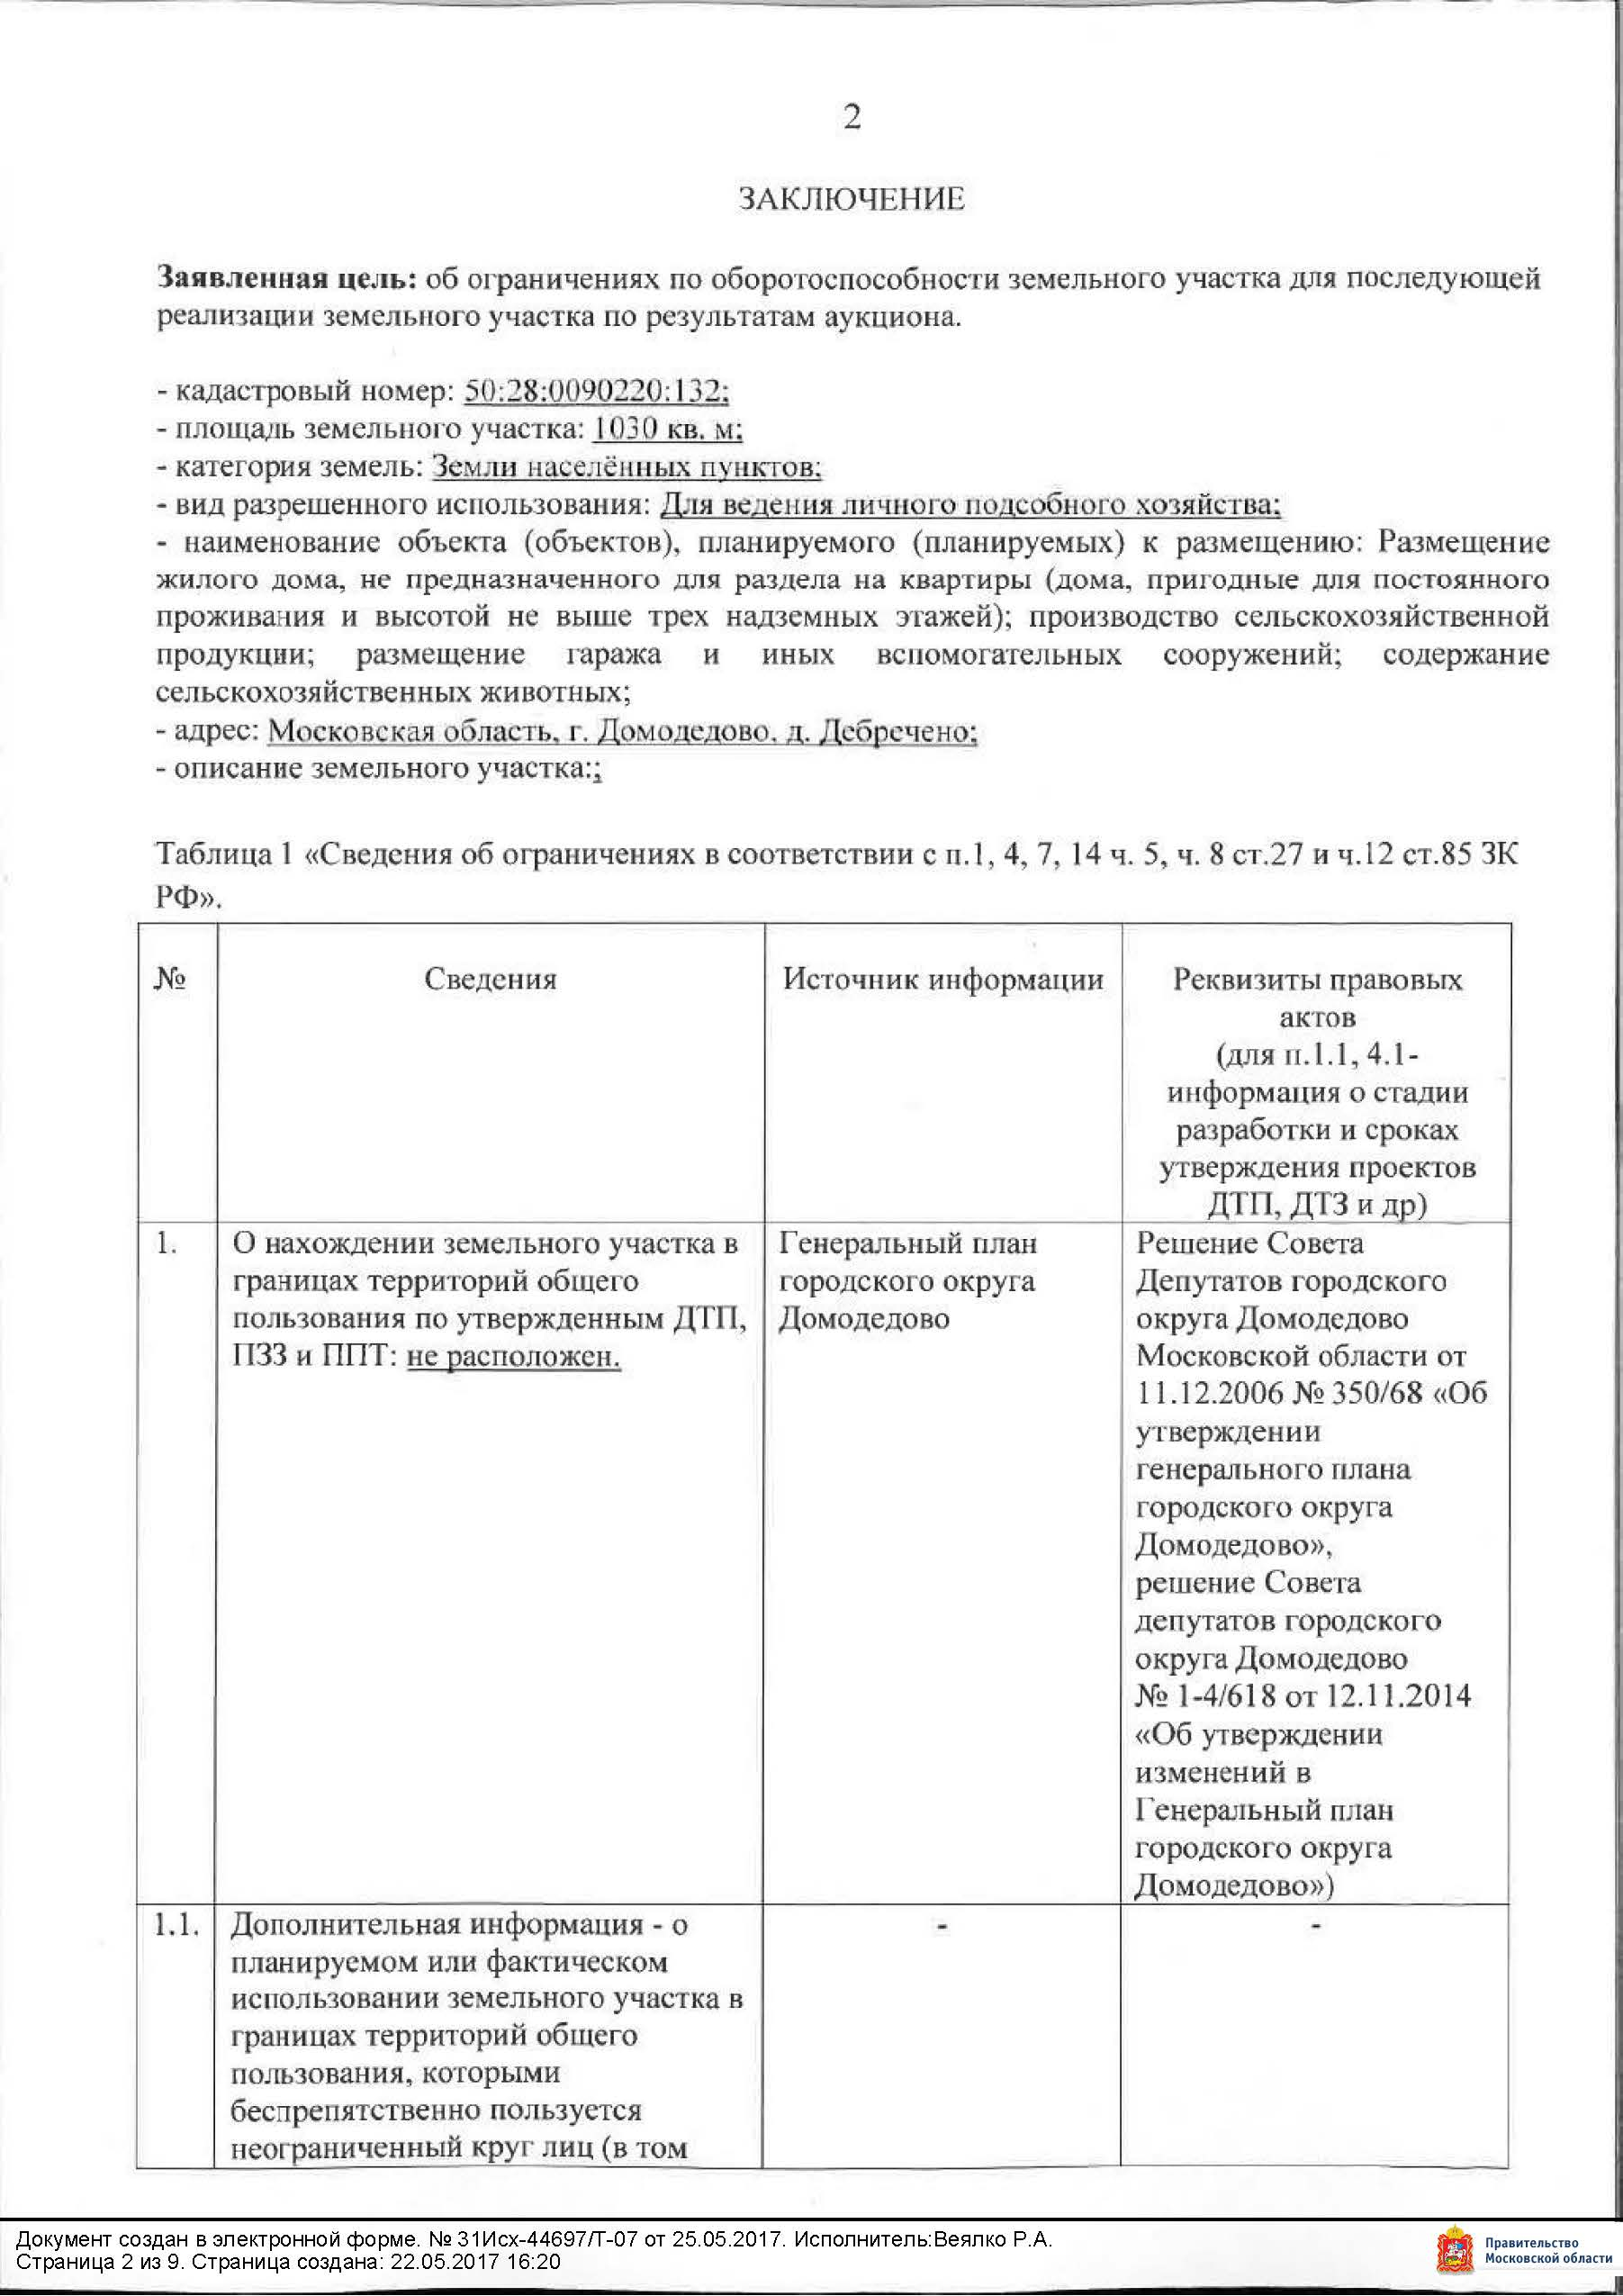 2
ЗАКЛЮЧЕНИЕ
Заявленная цель: об ограничениях по оборотоспособности земельного участка для последующей
реализации земельного участка по результатам аукциона.
- кадастровый номер: 50:28:0090220:132;
- площадь земельного участка: 1030 кв. м;
- категория земель: Земли населённых пунктов;
- вид разрешенного использования: Для ведения личного подсобного хозяйства;
- наименование объекта (объектов), планируемого (планируемых) к размещению: Размещение
жилого дома, не предназначенного для раздела на квартиры (дома, пригодные для постоянного
проживания и высотой не выше трех надземных этажей); производство сельскохозяйственной
продукции; размещение гаража и иных вспомогательных сооружений; содержание
сельскохозяйственных животных;
- адрес: Московская область, г. Домодедово, д. Дебречено;
- описание земельного участка:;
Таблица 1 «Сведения об ограничениях в соответствии с п.1, 4, 7, 14 ч. 5, ч. 8 ст.27 и ч.12 ст.85 ЗК
РФ».
№
Сведения
Источник информации
Реквизиты правовых
актов
(для п.1.1, 4.1-
информация о стадии
разработки и сроках
утверждения проектов
ДТП, ДТЗ и др)
1.
О нахождении земельного участка в
границах территорий общего
пользования по утвержденным ДТП,
ПЗЗ и ППТ: не расположен.
Генеральный план
городского округа
Домодедово
Решение Совета
Депутатов городского
округа Домодедово
Московской области от
11.12.2006 № 350/68 «Об
утверждении
генерального плана
городского округа
Домодедово»,
решение Совета
депутатов городского
округа Домодедово
№ 1-4/618 от 12.11.2014
«Об утверждении
изменений в
Генеральный план
городского округа
Домодедово»)
1.1.
Дополнительная информация - о
планируемом или фактическом
использовании земельного участка в
границах территорий общего
пользования, которыми
беспрепятственно пользуется
неограниченный круг лиц (в том
-
-
Документ создан в электронной форме. № 31Исх-44697/Т-07 от 25.05.2017. Исполнитель:Веялко Р.А.
Страница 2 из 9. Страница создана: 22.05.2017 16:20
Правительство
Московской области